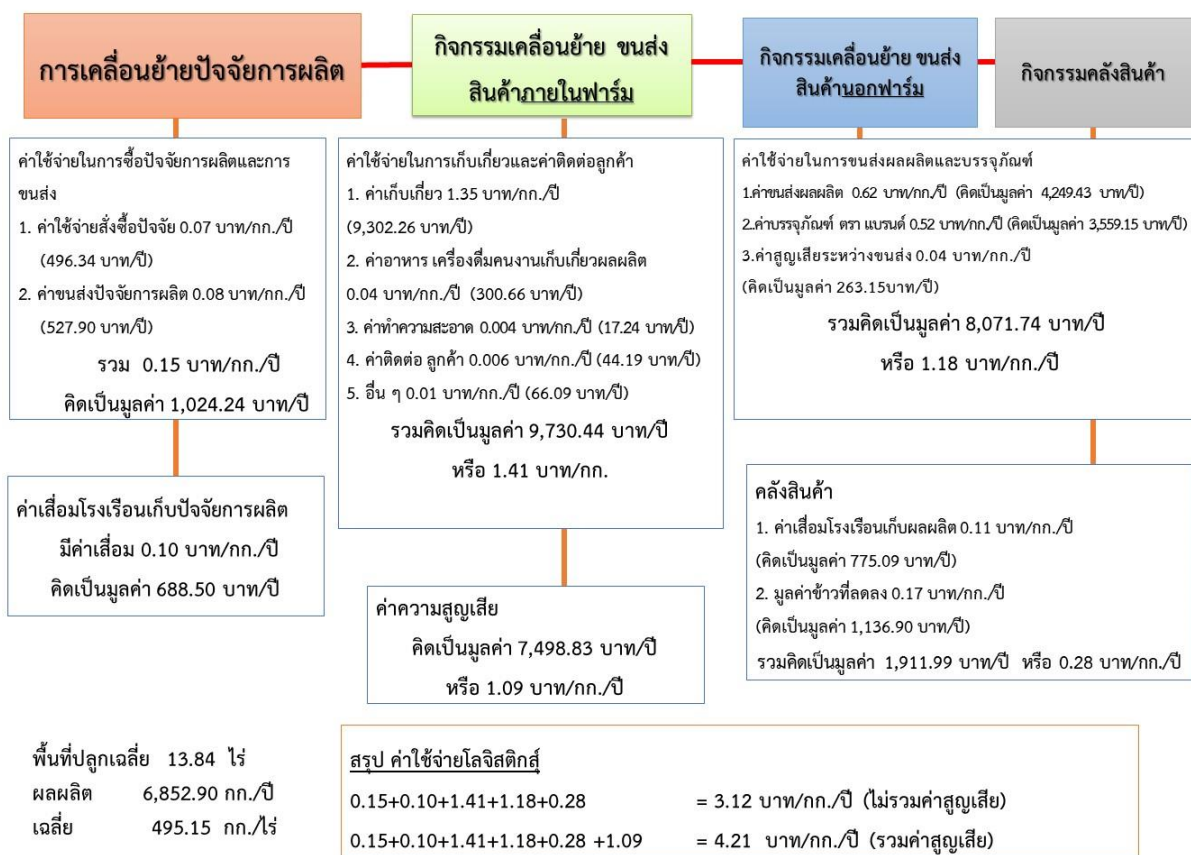 การเคลื่อนย้ายปัจจัยการผลิต
กิจกรรมเคลื่อนย้าย ขนส่ง
สินค้าภายในฟาร์ม
กิจกรรมเคลื่อนย้าย ขนส่ง
สินค้านอกฟาร์ม
กิจกรรมคลังสินค้า
ค่าใช้จ่ายในการซื้อปัจจัยการผลิตและการ
ขนส่ง
1. ค่าใช้จ่ายสั่งซื้อปัจจัย 0.07 บาท/กก./ปี
(496.34 บาท/ปี)
2. ค่าขนส่งปัจจัยการผลิต 0.08 บาท/กก./ปี
(527.90 บาท/ปี)
รวม 0.15 บาท/กก./ปี
คิดเป็นมูลค่า 1,024.24 บาท/ปี
ค่าเสื่อมโรงเรือนเก็บปัจจัยการผลิต
มีค่าเสื่อม 0.10 บาท/กก./ปี
คิดเป็นมูลค่า 688.50 บาท/ปี
ค่าใช้จ่ายในการเก็บเกี่ยวและค่าติดต่อลูกค้า
1. ค่าเก็บเกี่ยว 1.35 บาท/กก./ปี
(9,302.26 บาท/ปี)
2. ค่าอาหาร เครื่องดื่มคนงานเก็บเกี่ยวผลผลิต
0.04 บาท/กก./ปี (300.66 บาท/ปี)
3. ค่าทำความสะอาด 0.004 บาท/กก./ปี (17.24 บาท/ปี)
4. ค่าติดต่อ ลูกค้า 0.006 บาท/กก./ปี (44.19 บาท/ปี)
5. อื่น ๆ 0.01 บาท/กก./ปี (66.09 บาท/ปี)
รวมคิดเป็นมูลค่า 9,730.44 บาท/ปี
หรือ 1.41 บาท/กก.
ค่าความสูญเสีย
คิดเป็นมูลค่า 7,498.83 บาท/ปี
หรือ 1.09 บาท/กก./ปี
ค่าใช้จ่ายในการขนส่งผลผลิตและบรรจุภัณฑ์
1.ค่าขนส่งผลผลิต 0.62 บาท/กก./ปี (คิดเป็นมูลค่า 4,249.43 บาท/ปี)
2..ค่าบรรจุภัณฑ์ ตรา แบรนด์ 0.52 บาท/กก./ปี (คิดเป็นมูลค่า 3,559.15 บาท/ปี)
3.ค่าสูญเสียระหว่างขนส่ง 0.04 บาท/กก./ปี
(คิดเป็นมูลค่า 263.15บาท/ปี)
รวมคิดเป็นมูลค่า 8,071.74 บาท/ปี
หรือ 1.18 บาท/กก./ปี
คลังสินค้า
1. ค่าเสื่อมโรงเรือนเก็บผลผลิต 0.11 บาท/กก./ปี
(คิดเป็นมูลค่า 775.09 บาท/ปี)
2. มูลค่าข้าวที่ลดลง 0.17 บาท/กก./ปี
(คิดเป็นมูลค่า 1,136.90 บาท/ปี)
รวมคิดเป็นมูลค่า 1,911.99 บาท/ปี หรือ 0.28 บาท/กก./ปี
พื้นที่ปลูกเฉลี่ย 13.84 ไร่
ผลผลิต 6,852.90 กก./ปี
เฉลี่ย 495.15 กก./ไร่
สรุป ค่าใช้จ่ายโลจิสติกส์
0.15+0.10+1.41+1.18+0.28 = 3.12 บาท/กก./ปี (ไม่รวมค่าสูญเสีย)
0.15+0.10+1.41+1.18+0.28 +1.09 = 4.21 บาท/กก./ปี (รวมค่าสูญเสีย)